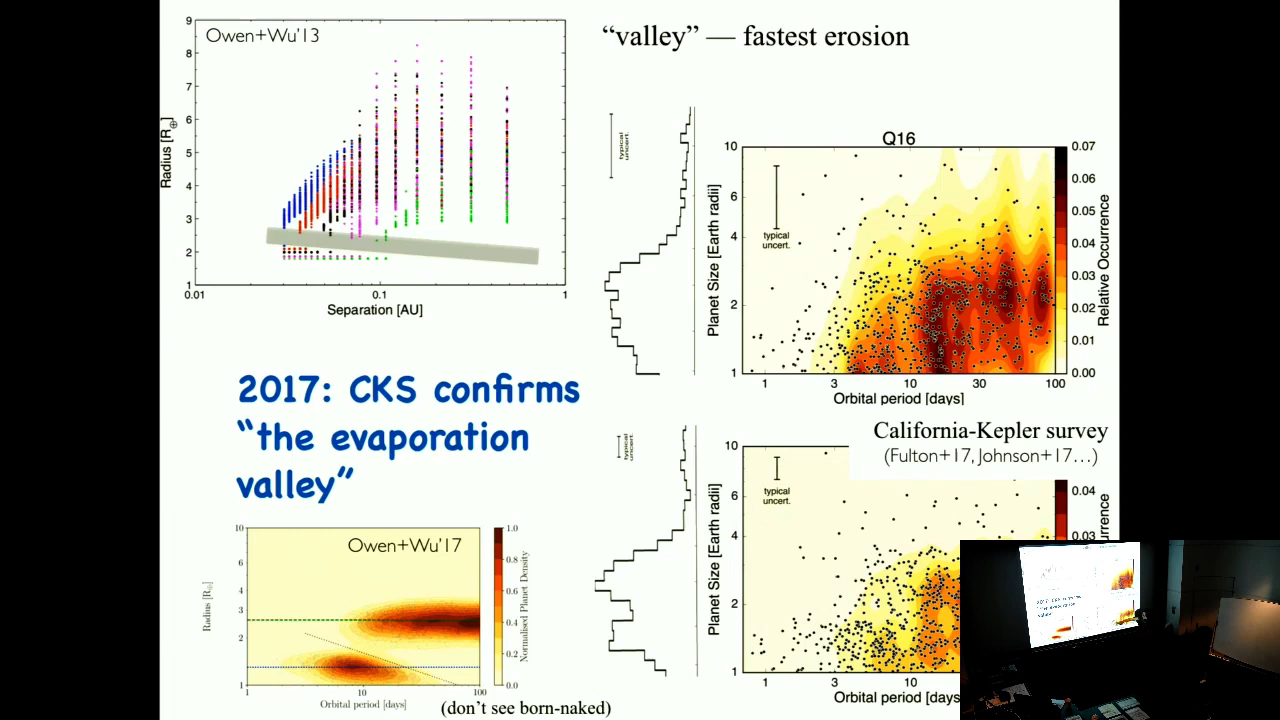 Owen+Wu'13
9
8
7
6
5
4
3
2
1
Radius [R⊕]
0.01
0.1
1
Separation [AU]
“valley” — fastest erosion
typical
uncert.
Q16
10
6
4
2
1
Planet Size [Earth radii]
typical
uncert.
1
3
10
30
100
Orbital period [days]
0.07
0.06
0.05
0.04
0.03
0.02
0.01
0.00
Relative Occurrence
2017: CKS confirms
“the evaporation
valley”
typical
uncert.
California-Kepler survey
(Fulton+17, Johnson+17...)
10
6
4
2
1
Planet Size [Earth radii]
typical
uncert.
1
3
10
Orbital period [days
0.04
0.03
urrence
Owen+Wu'17
10
6
4
3
2
1
Radius [R⊕]
1
10
100
Orbital period [days]
1.0
0.8
0.6
0.4
0.2
0.0
Normalised Planet Density
(don't see born-naked)
2017: CKS confirms
"the evaporation
valley"